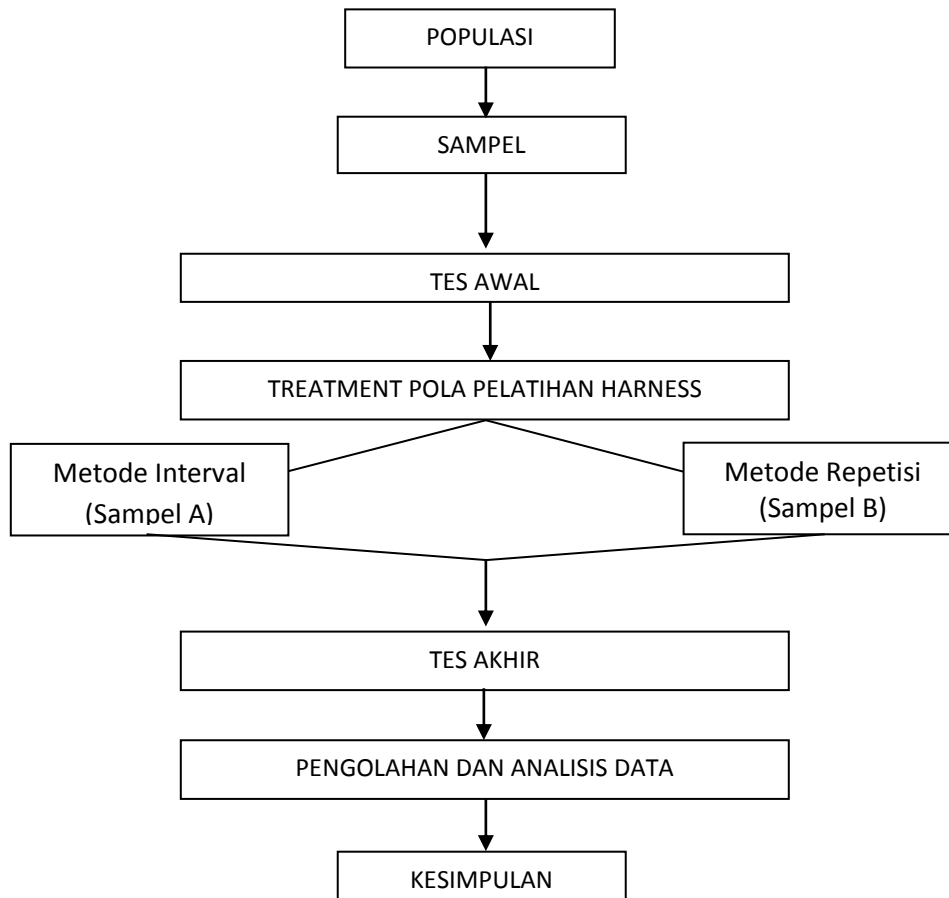 POPULASI
SAMPEL
TES AWAL
TREATMENT POLA PELATIHAN HARNESS
Metode Interval
(Sampel A)
Metode Repetisi
(Sampel B)
TES AKHIR
PENGOLAHAN DAN ANALISIS DATA
KESIMPULAN